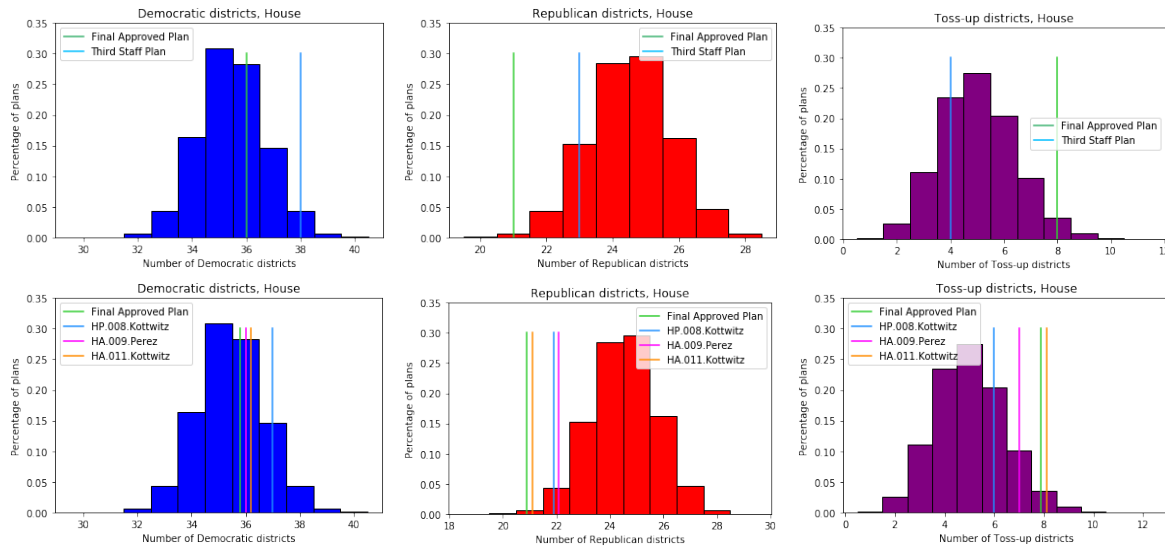 Democratic districts, House
Final Approved Plan
Third Staff Plan
0.35
0.30
0.25
0.20
0.15
0.10
0.05
0.00
Percentage of plans
30 32 34 36 38 40
Number of Democratic districts
Republican districts, House
Final Approved Plan
Third Staff Plan
0.35
0.30
0.25
0.20
0.15
0.10
0.05
0.00
Percentage of plans
20 22 24 26 28
Number of Republican districts
Toss-up districts, House
Final Approved Plan
Third Staff Plan
0.35
0.30
0.25
0.20
0.15
0.10
0.05
0.00
Percentage of plans
0 2 4 6 8 10 12
Number of Toss-up districts
Democratic districts, House
Final Approved Plan
HP.008.Kottwitz
HA.009.Perez
HA.011.Kottwitz
0.35
0.30
0.25
0.20
0.15
0.10
0.05
0.00
Percentage of plans
30 32 34 36 38 40
Number of Democratic districts
Republican districts, House
Final Approved Plan
HP.008.Kottwitz
HA.009.Perez
HA.011.Kottwitz
0.35
0.30
0.25
0.20
0.15
0.10
0.05
0.00
Percentage of plans
18 20 22 24 26 28 30
Number of Republican districts
Toss-up districts, House
Final Approved Plan
HP.008.Kottwitz
HA.009.Perez
HA.011.Kottwitz
0.35
0.30
0.25
0.20
0.15
0.10
0.05
0.00
Percentage of plans
0 2 4 6 8 10 12
Number of Toss-up districts